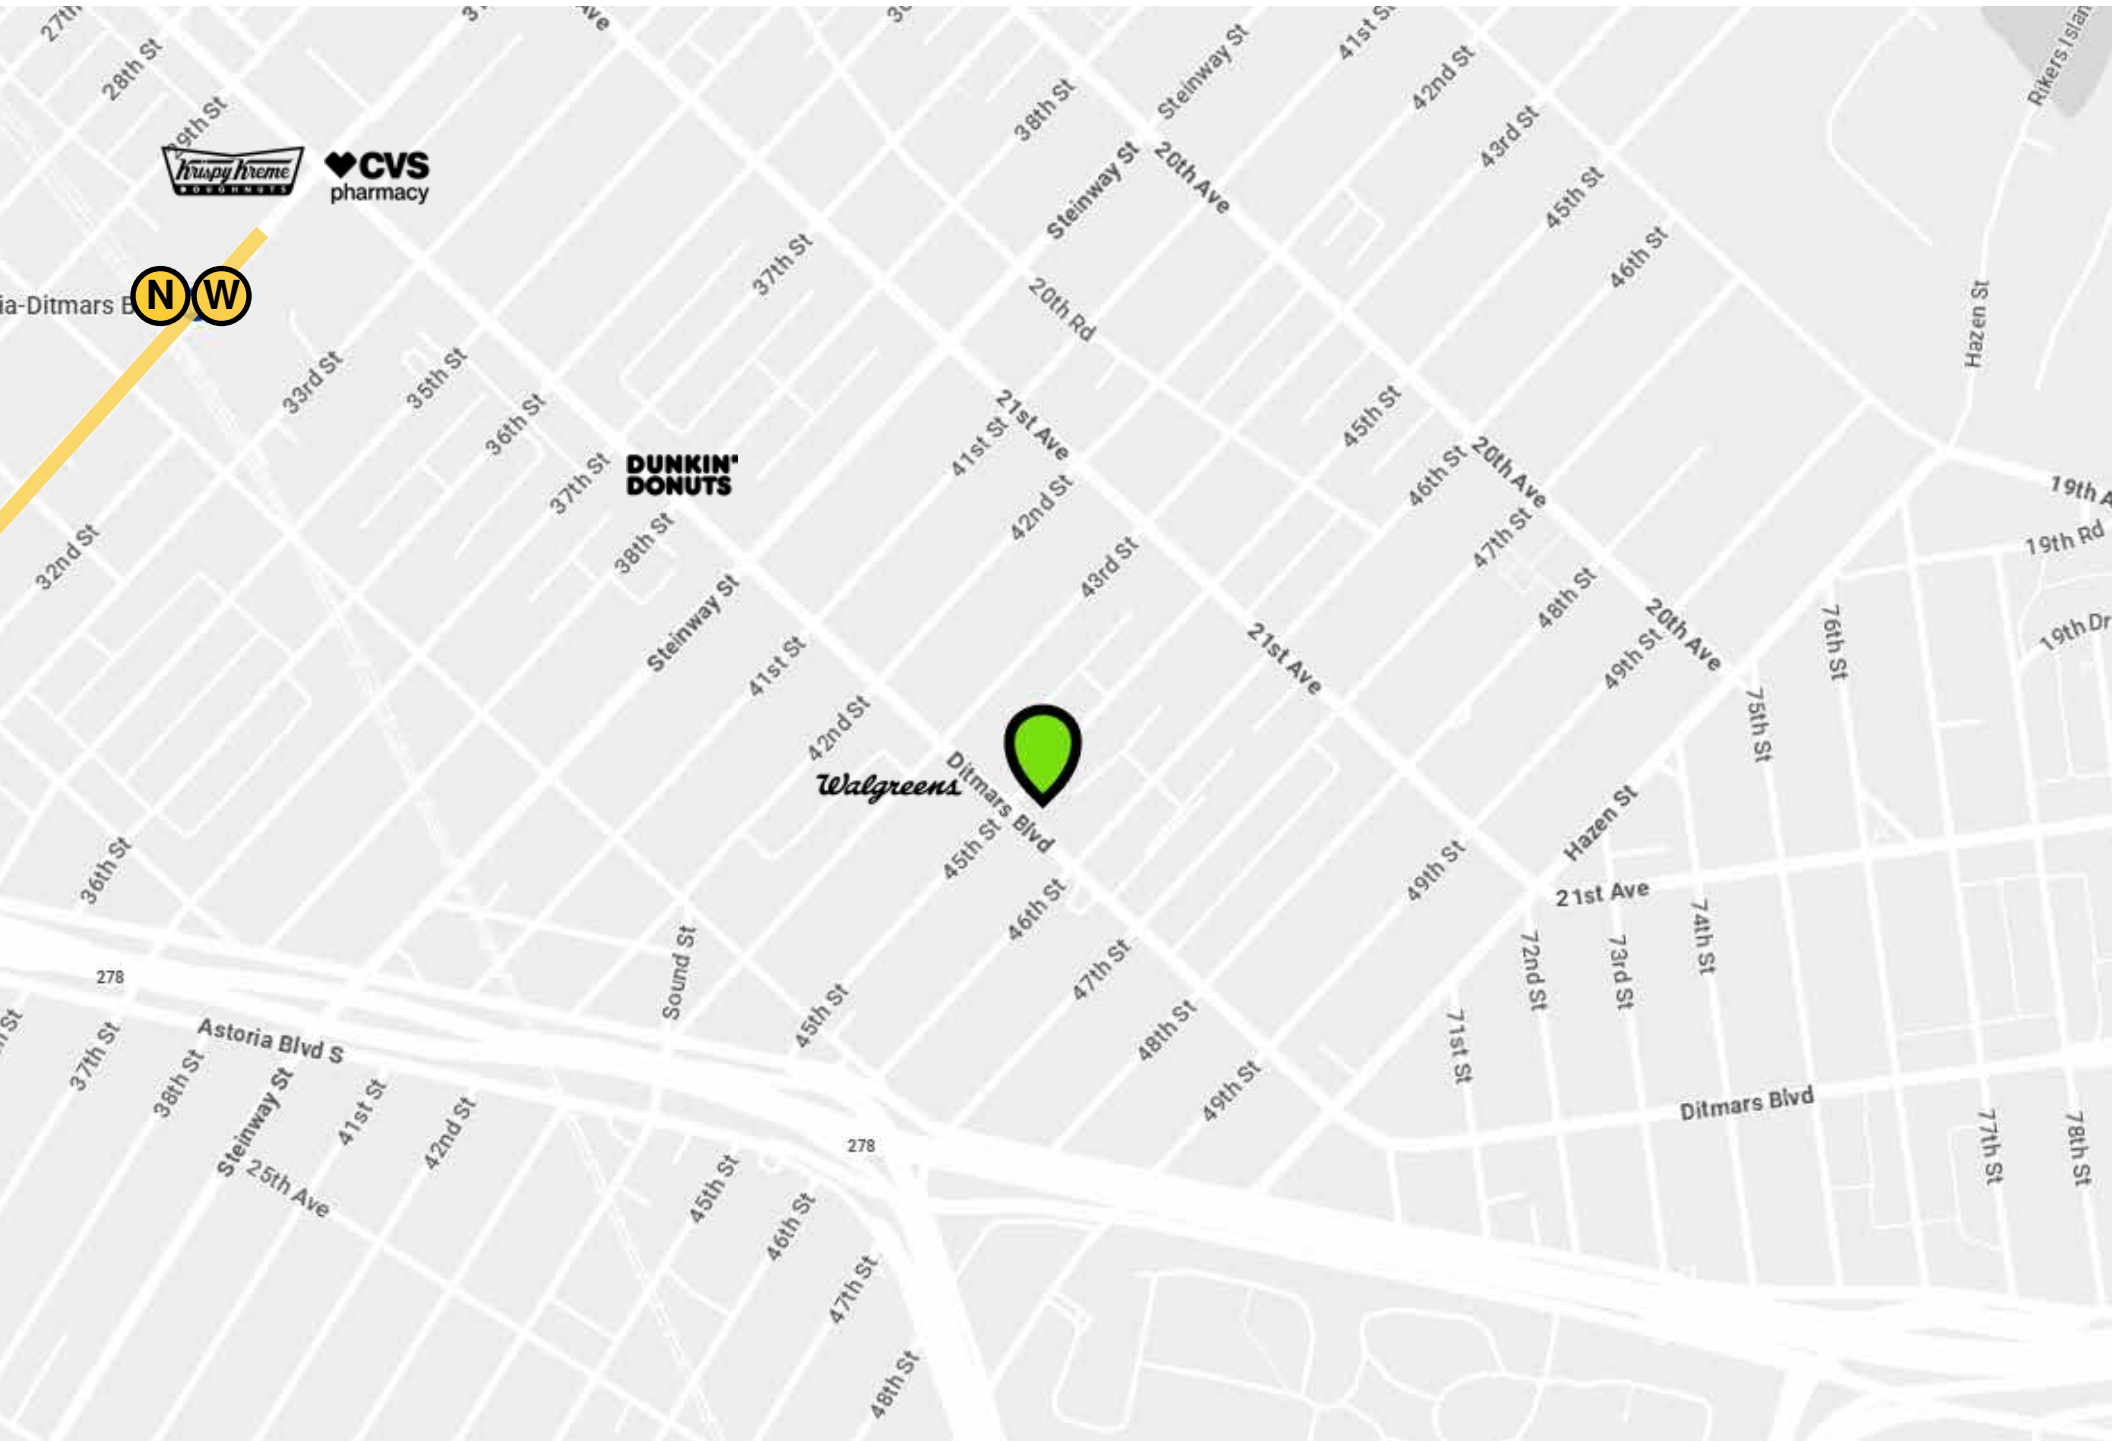 27th
28th St
29th St
Ave
38th St
Steinway St
41st St
42nd St
43rd St
45th St
46th St
Rikers Islan
Krispy Kreme
DOUGHNUTS
CVS
pharmacy
Steinway St
20th Ave
37th St
20th Rd
Hazen St
ia-Ditmars B
N
W
33rd St
35th St
36th St
37th St
38th St
DUNKIN'
DONUTS
21st Ave
41st St
42nd St
43rd St
45th St
46th St
20th Ave
47th St
48th St
49th St
20th Ave
19th A
19th Rd
19th Dr
76th St
75th St
32nd St
Steinway St
41st St
42nd St
21st Ave
Walgreens
Ditmars Blvd
45th St
46th St
47th St
48th St
49th St
49th St
Hazen St
21st Ave
74th St
73rd St
72nd St
71st St
36th St
278
Sound St
45th St
Astoria Blvd S
St
37th St
38th St
Steinway St
41st St
42nd St
25th Ave
278
45th St
46th St
47th St
48th St
Ditmars Blvd
77th St
78th St